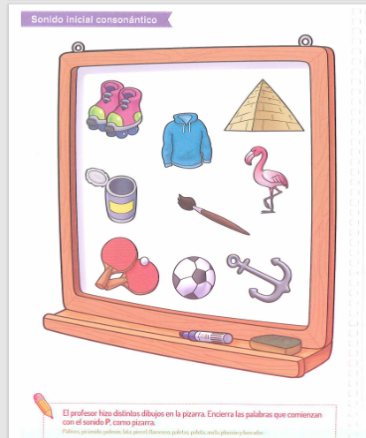 Sonido inicial consonántico
El profesor hizo distintos dibujos en la pizarra. Encierra las palabras que comienzan
con el sonido P, como pizarra.